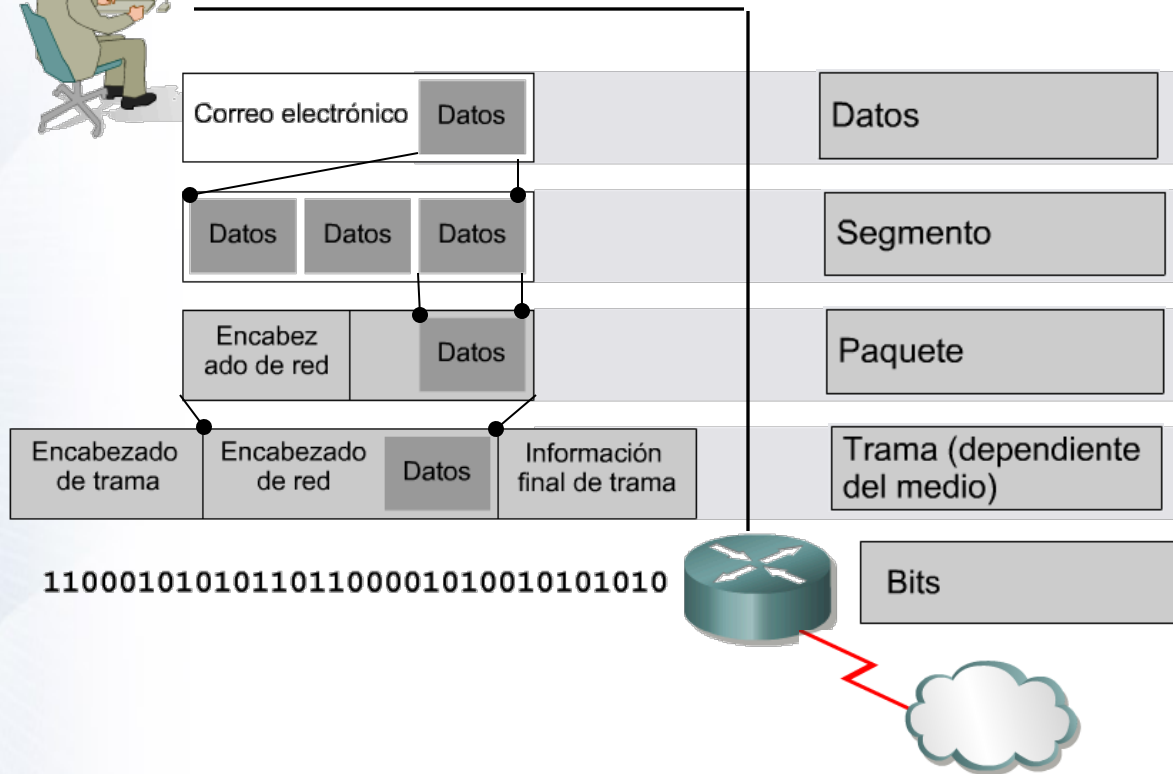 Correo electrónico
Datos
Datos
Datos
Datos
Datos
Segmento
Encabez
ado de red
Datos
Paquete
Encabezado
de trama
Encabezado
de red
Datos
Información
final de trama
Trama (dependiente
del medio)
110001010101101100001010010101010
Bits